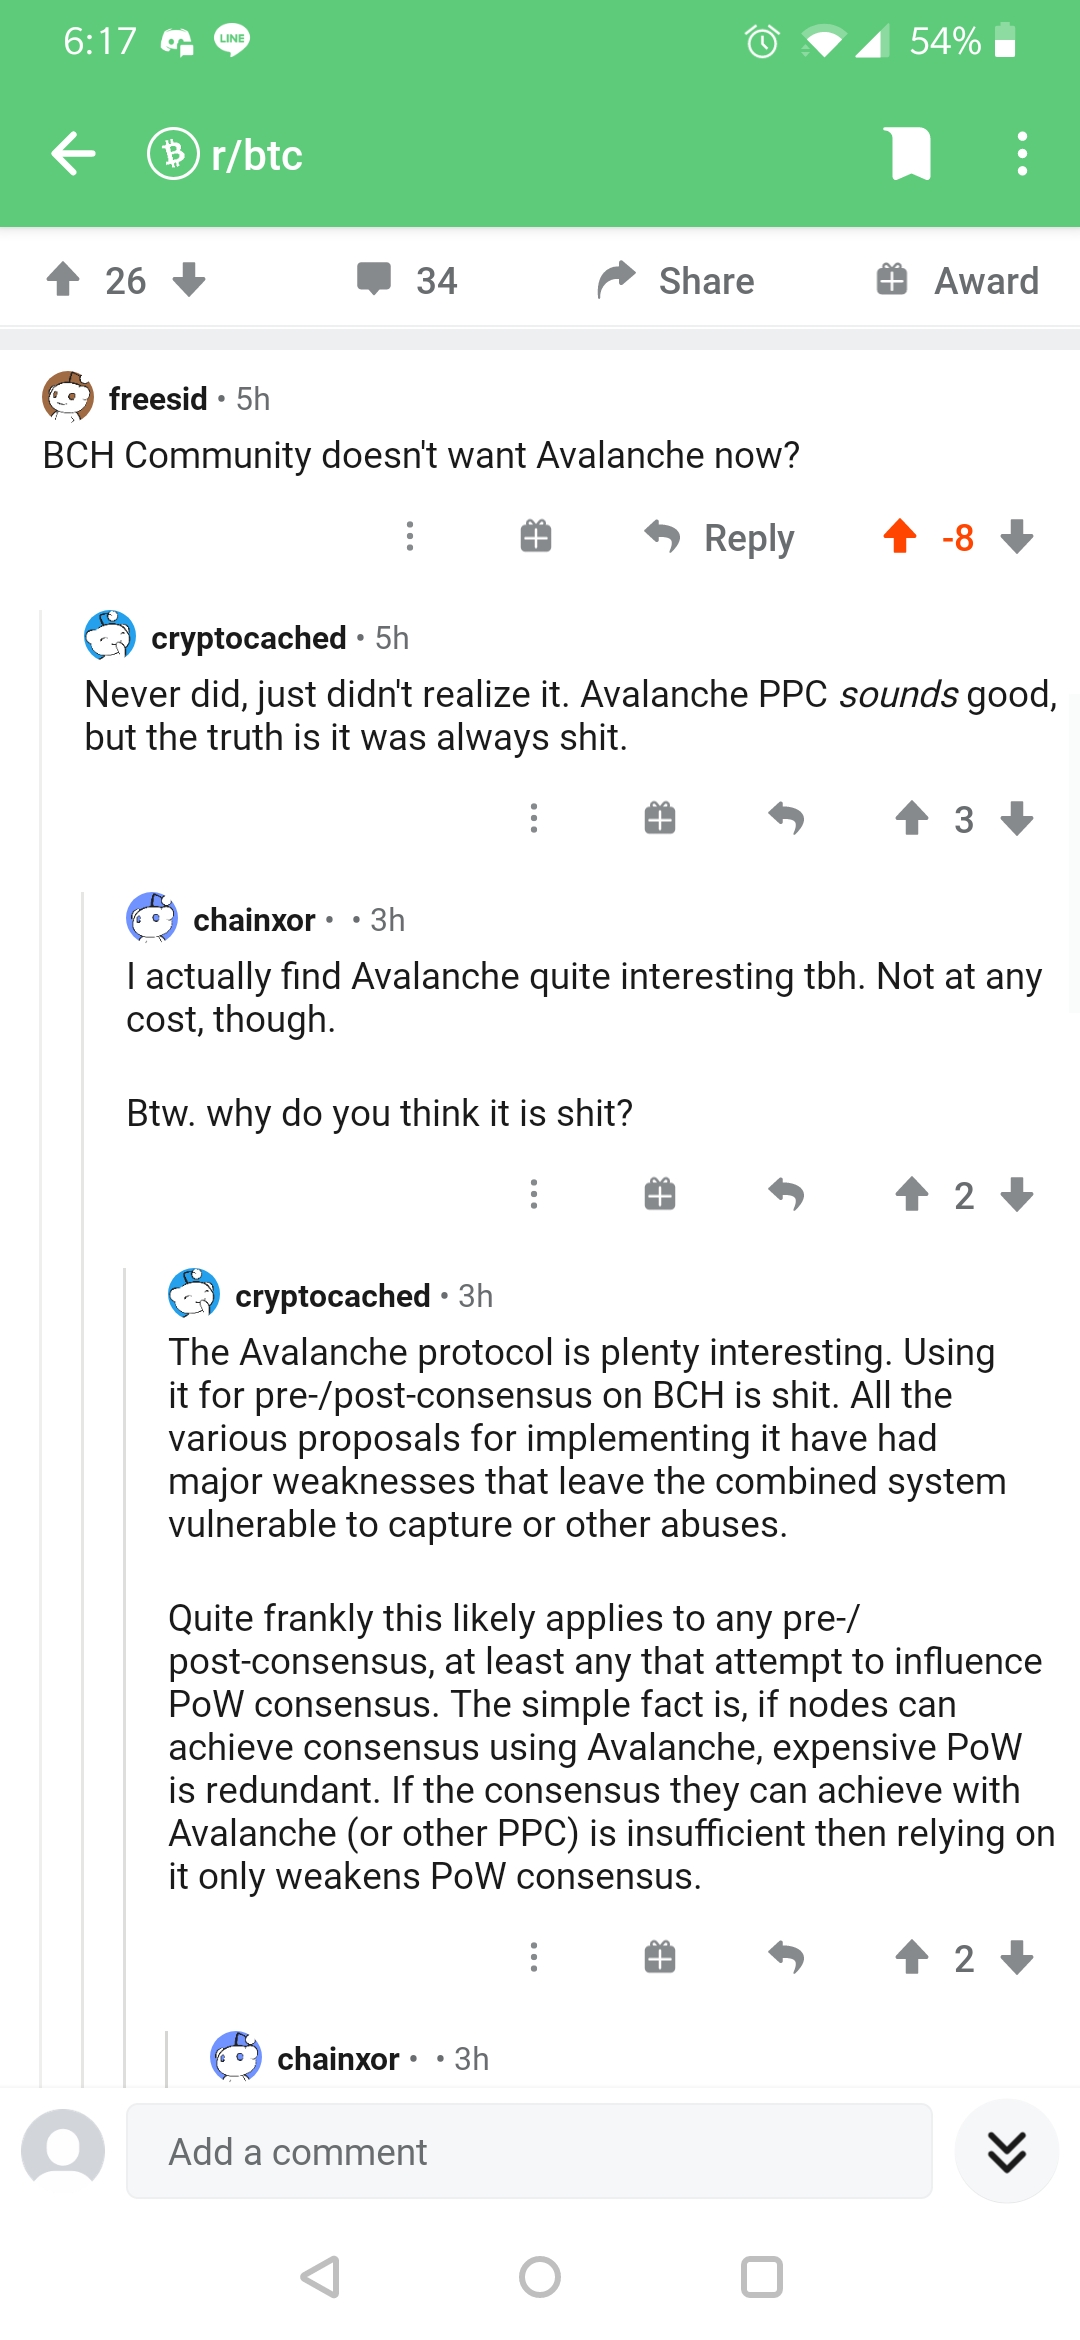 6:17 LINE 54%
r/btc
26 34 Share Award
freesid • 5h
BCH Community doesn't want Avalanche now?
Reply -8
cryptocached • 5h
Never did, just didn't realize it. Avalanche PPC sounds good,
but the truth is it was always shit.
3
chainxor • • 3h
I actually find Avalanche quite interesting tbh. Not at any
cost, though.
Btw. why do you think it is shit?
2
cryptocached • 3h
The Avalanche protocol is plenty interesting. Using
it for pre-/post-consensus on BCH is shit. All the
various proposals for implementing it have had
major weaknesses that leave the combined system
vulnerable to capture or other abuses.
Quite frankly this likely applies to any pre-/
post-consensus, at least any that attempt to influence
PoW consensus. The simple fact is, if nodes can
achieve consensus using Avalanche, expensive PoW
is redundant. If the consensus they can achieve with
Avalanche (or other PPC) is insufficient then relying on
it only weakens PoW consensus.
2
chainxor • • 3h
Add a comment